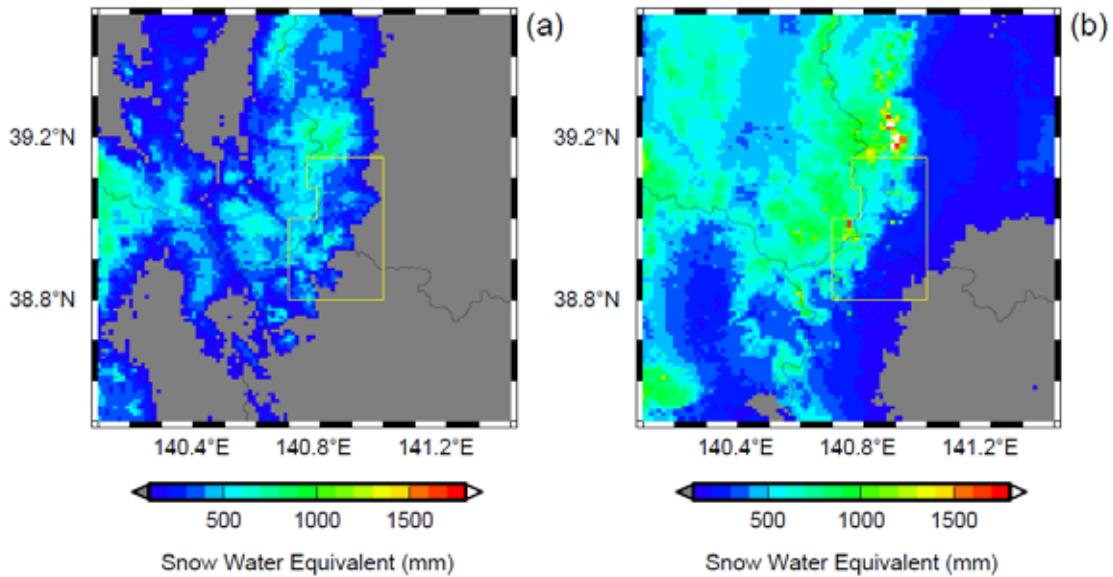 (a) (b)
39.2°N 39.2°N
38.8°N 38.8°N
140.4°E 140.8°E 141.2°E 140.4°E 140.8°E 141.2°E
500 1000 1500 500 1000 1500
Snow Water Equivalent (mm) Snow Water Equivalent (mm)